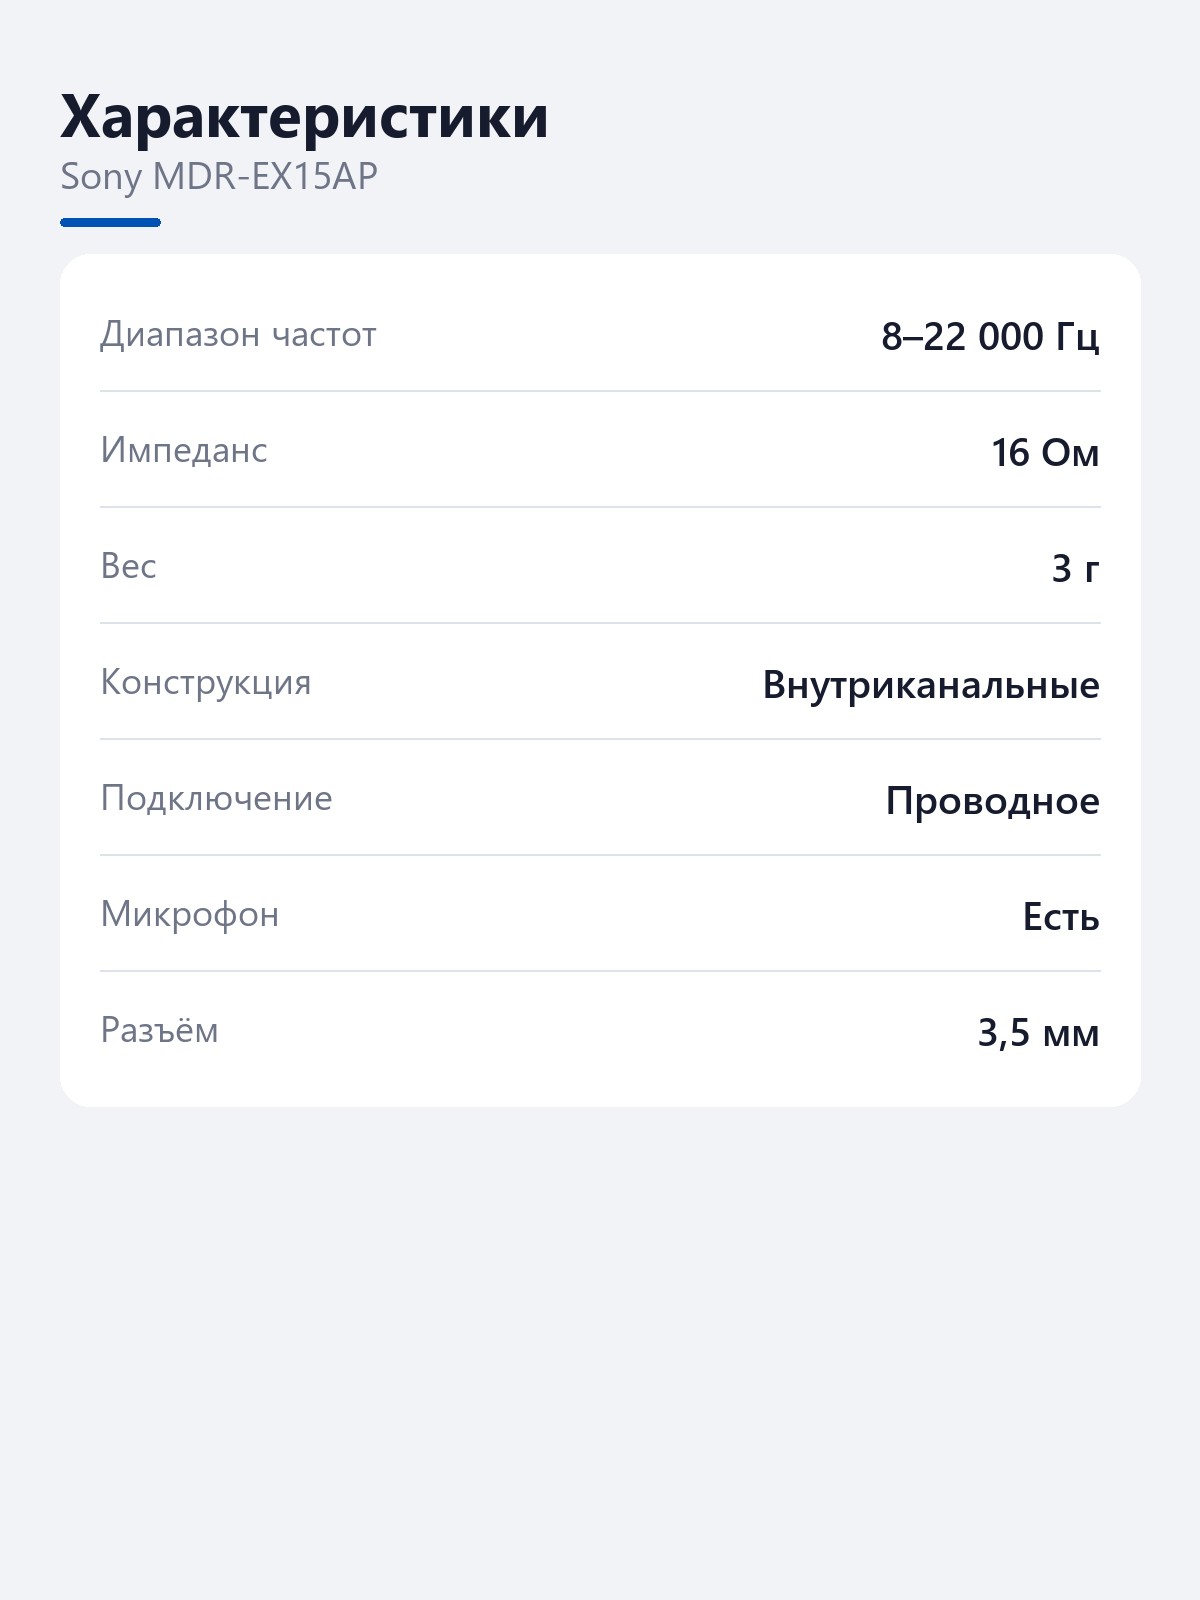 Характеристики
Sony MDR-EX15AP
Диапазон частот 8–22 000 Гц
Импеданс 16 Ом
Вес 3 г
Конструкция Внутриканальные
Подключение Проводное
Микрофон Есть
Разъём 3,5 мм